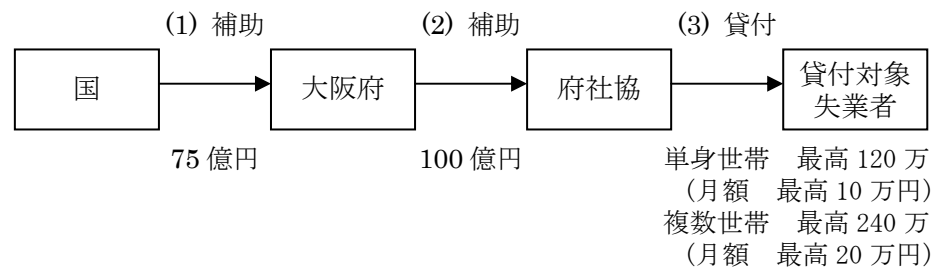 (1) 補助
(2) 補助
(3) 貸付
国
大阪府
府社協
貸付対象
失業者
75 億円
100 億円
単身世帯　最高 120 万
（月額　最高 10 万円）
複数世帯　最高 240 万
（月額　最高 20 万円）